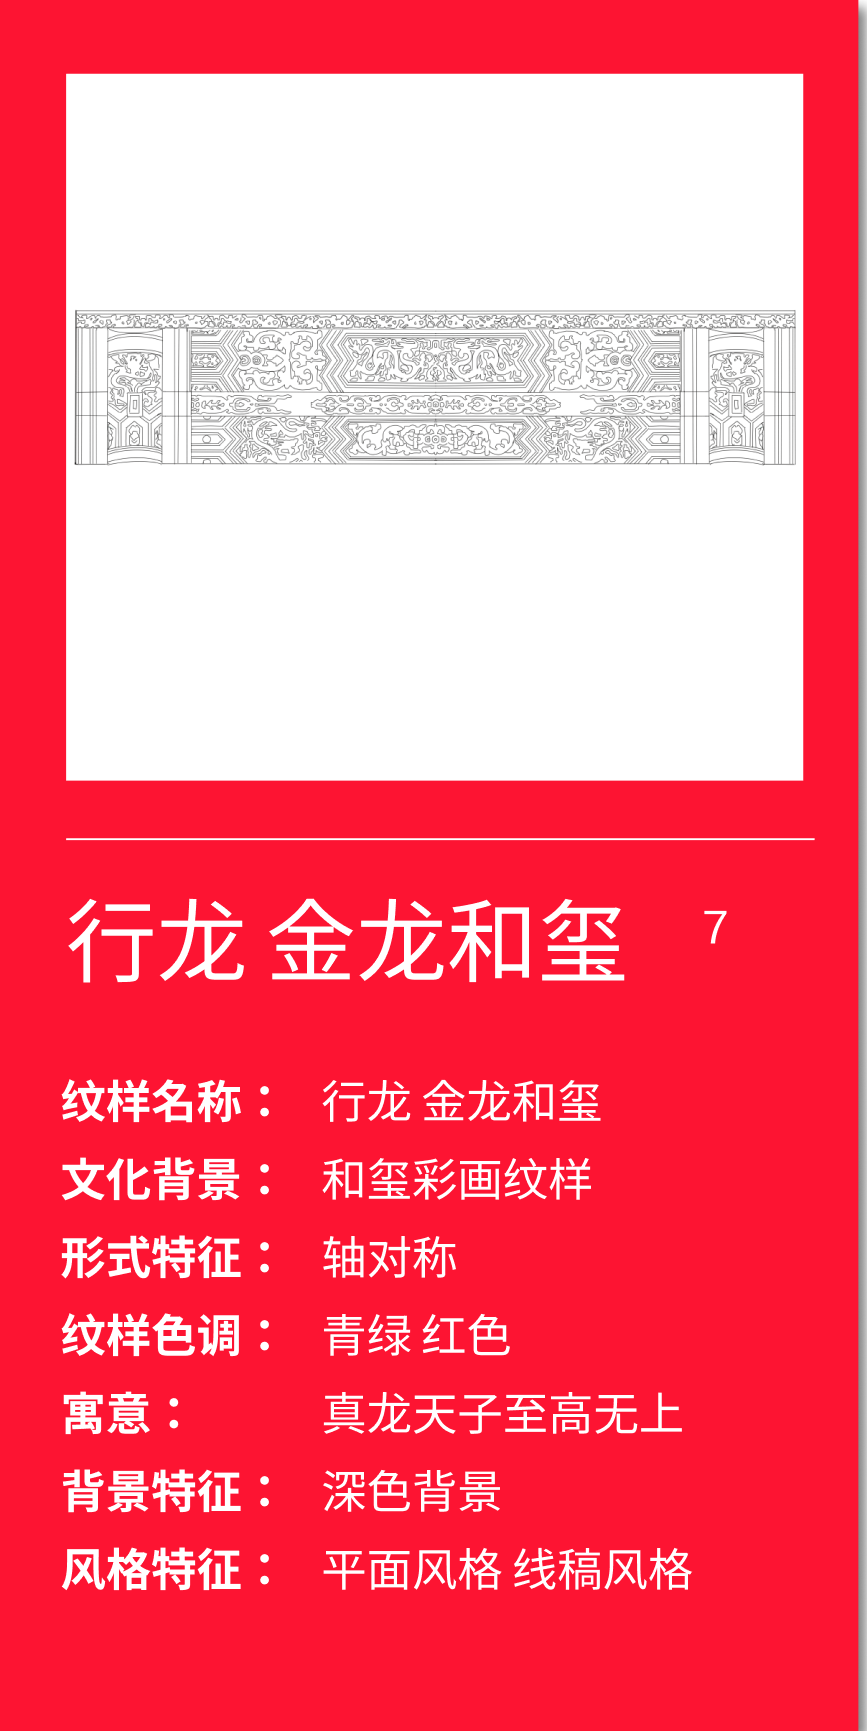 行龙 金龙和玺 7
纹样名称： 行龙 金龙和玺
文化背景： 和玺彩画纹样
形式特征： 轴对称
纹样色调： 青绿 红色
寓意： 真龙天子至高无上
背景特征： 深色背景
风格特征： 平面风格 线稿风格